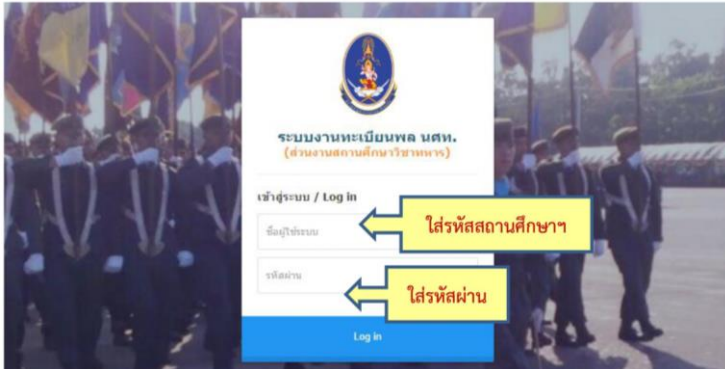 ระบบงานทะเบียนพล นศท.
(ส่วนงานสถานศึกษาวิชาทหาร)
เข้าสู่ระบบ / Log in
ชื่อผู้ใช้ระบบ
ใส่รหัสสถานศึกษาฯ
รหัสผ่าน
ใส่รหัสผ่าน
Log in